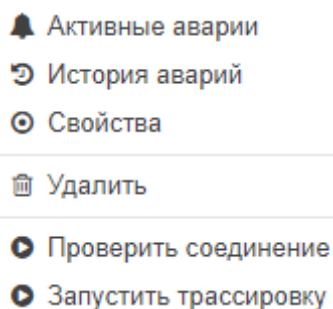 Активные аварии
История аварий
Свойства
Удалить
Проверить соединение
Запустить трассировку